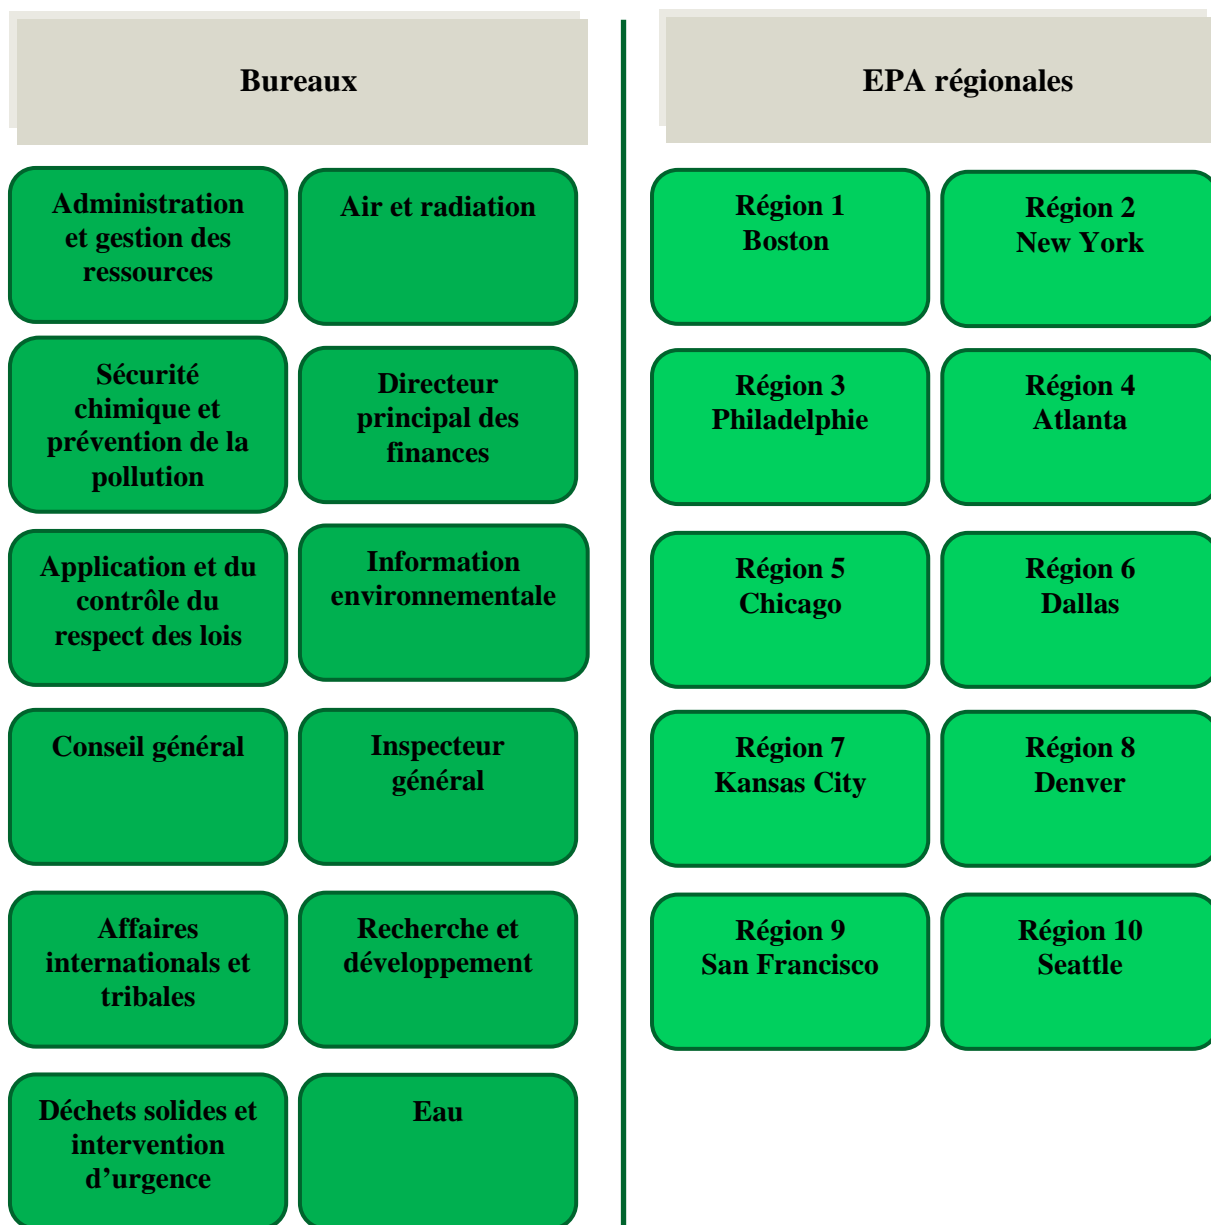 Bureaux
Administration
et gestion des
ressources
Air et radiation
Sécurité
chimique et
prévention de la
pollution
Directeur
principal des
finances
Application et du
contrôle du
respect des lois
Information
environnementale
Conseil général
Inspecteur
général
Affaires
internationals et
tribales
Recherche et
développement
Déchets solides et
intervention
d’urgence
Eau
EPA régionales
Région 1
Boston
Région 2
New York
Région 3
Philadelphie
Région 4
Atlanta
Région 5
Chicago
Région 6
Dallas
Région 7
Kansas City
Région 8
Denver
Région 9
San Francisco
Région 10
Seattle